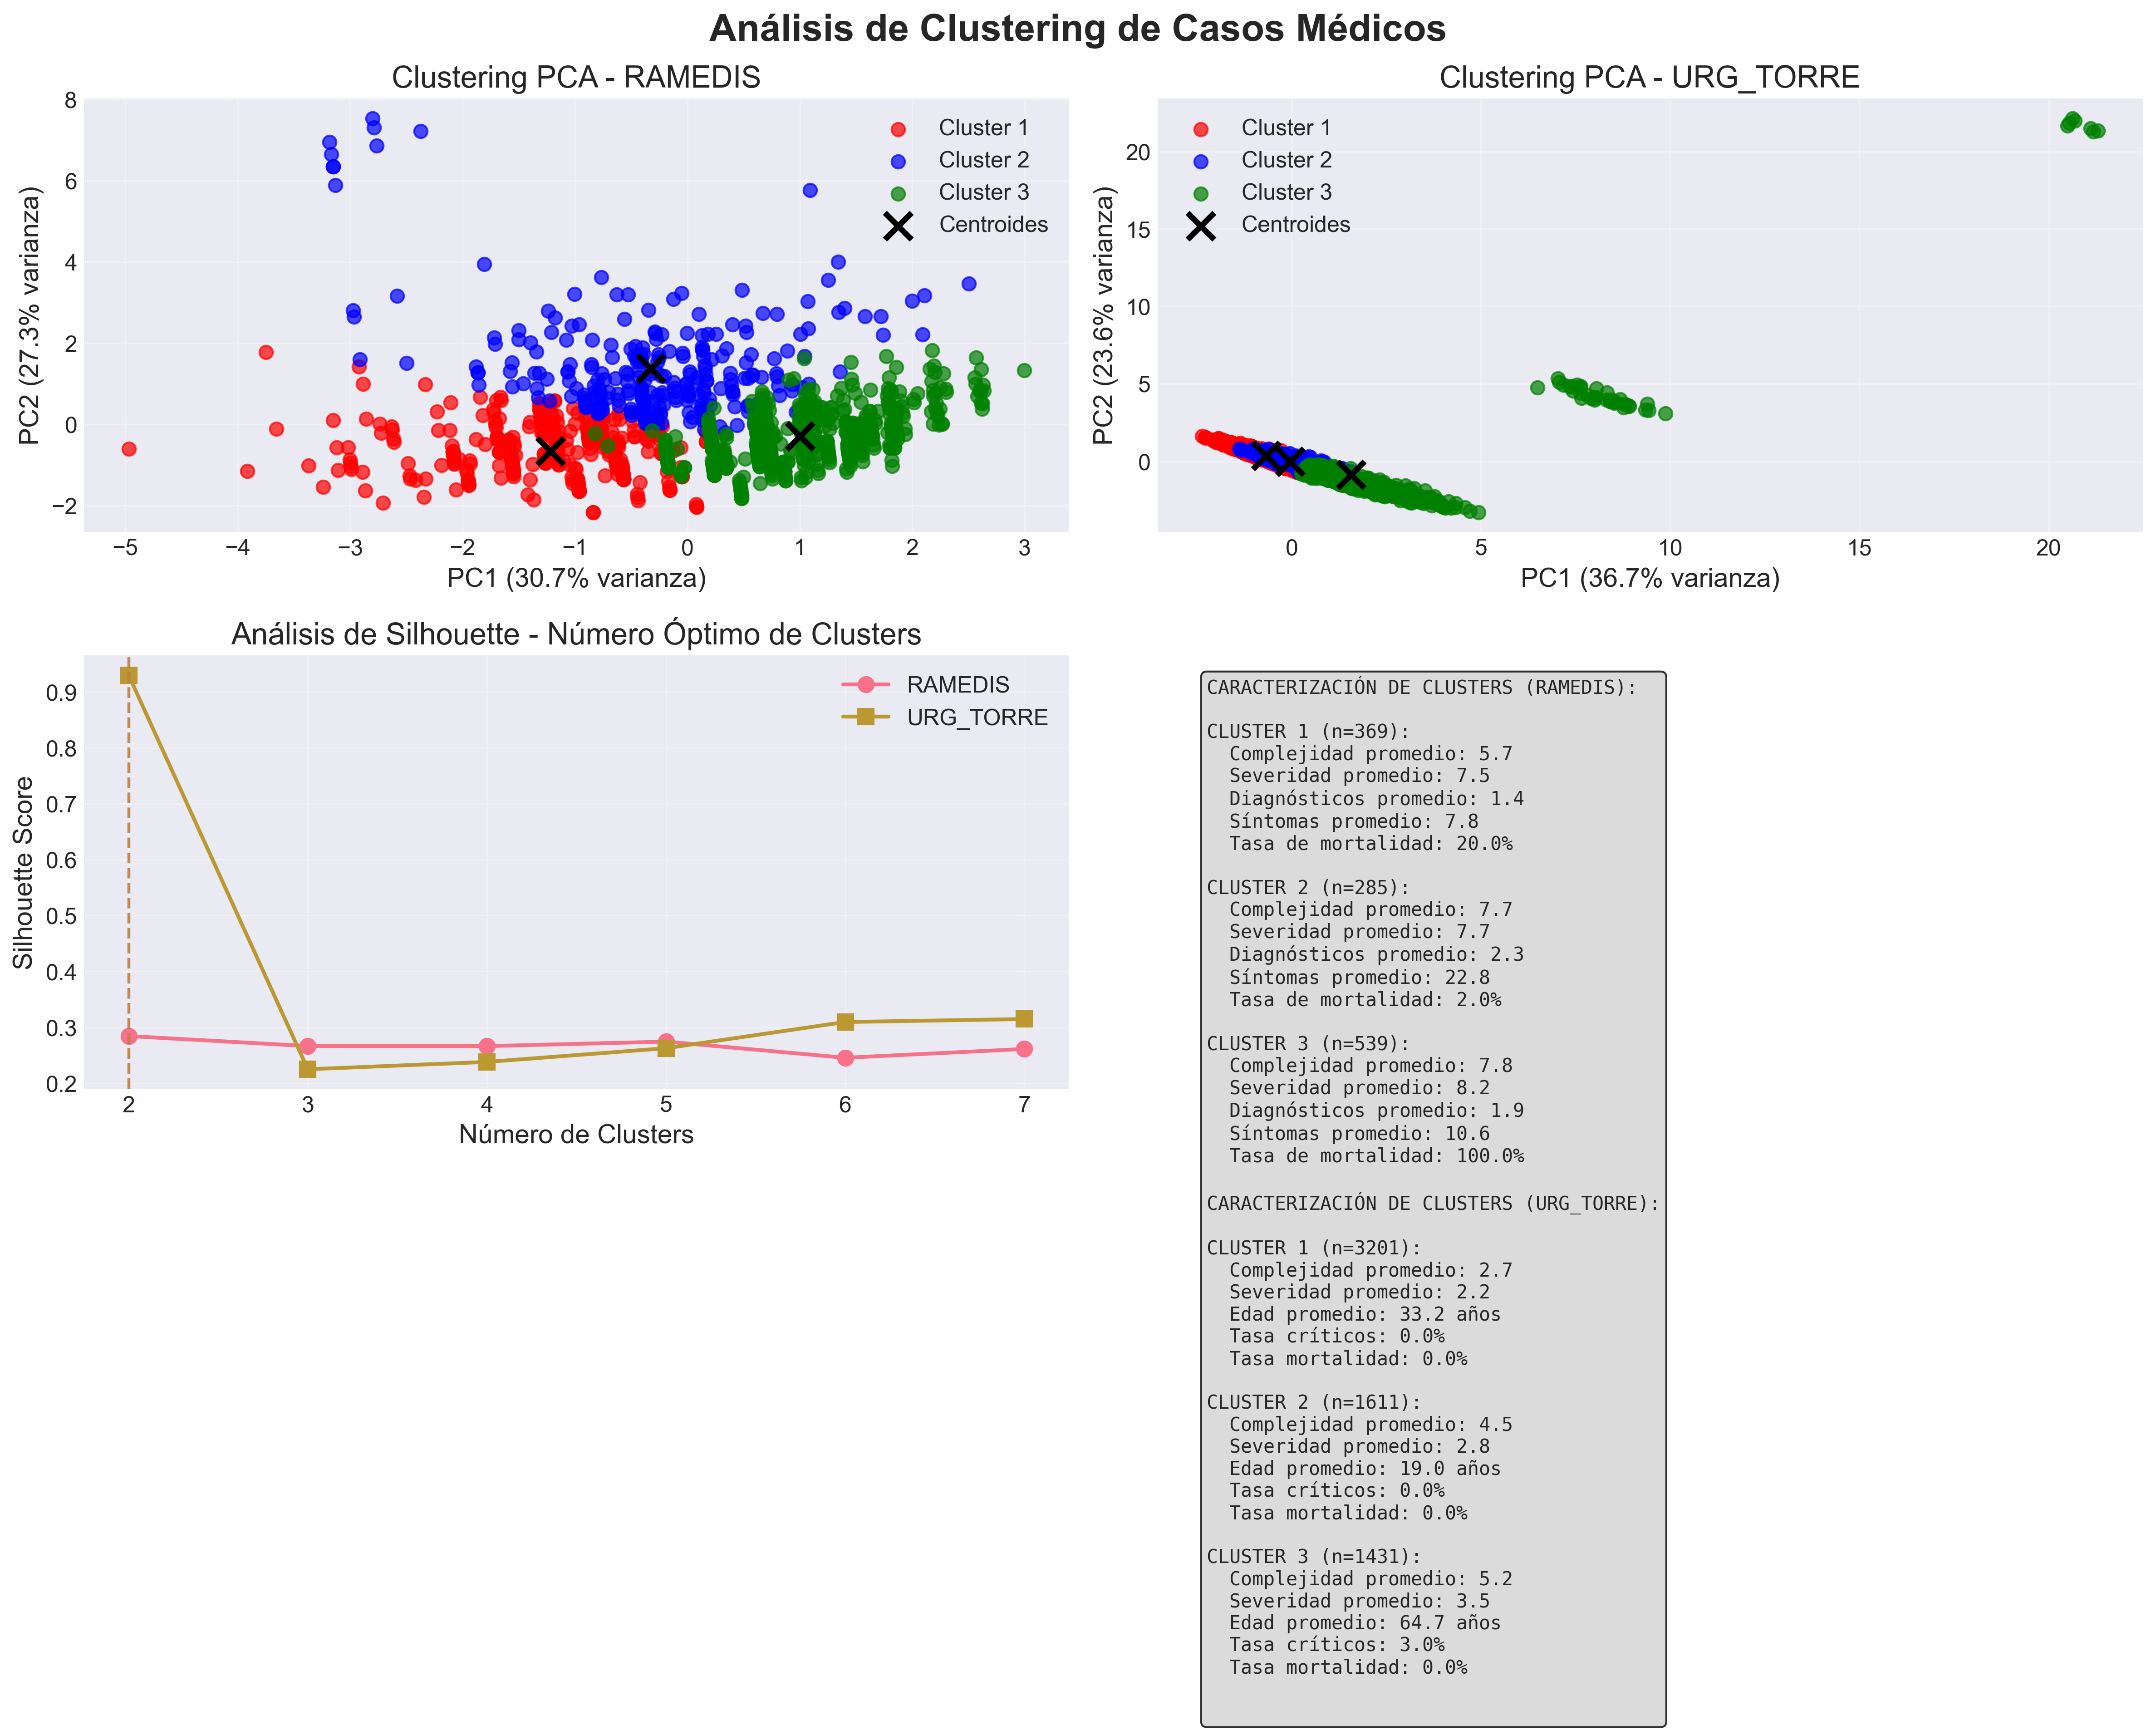 Análisis de Clustering de Casos Médicos
Clustering PCA - RAMEDIS
8
6
4
2
0
−2
PC2 (27.3% varianza)
−5
−4
−3
−2
−1
0
1
2
3
PC1 (30.7% varianza)
Cluster 1
Cluster 2
Cluster 3
Centroides
Clustering PCA - URG_TORRE
20
15
10
5
0
PC2 (23.6% varianza)
0
5
10
15
20
PC1 (36.7% varianza)
Cluster 1
Cluster 2
Cluster 3
Centroides
Análisis de Silhouette - Número Óptimo de Clusters
0.9
0.8
0.7
0.6
0.5
0.4
0.3
0.2
Silhouette Score
2
3
4
5
6
7
Número de Clusters
RAMEDIS
URG_TORRE
CARACTERIZACIÓN DE CLUSTERS (RAMEDIS):
CLUSTER 1 (n=369):
Complejidad promedio: 5.7
Severidad promedio: 7.5
Diagnósticos promedio: 1.4
Síntomas promedio: 7.8
Tasa de mortalidad: 20.0%
CLUSTER 2 (n=285):
Complejidad promedio: 7.7
Severidad promedio: 7.7
Diagnósticos promedio: 2.3
Síntomas promedio: 22.8
Tasa de mortalidad: 2.0%
CLUSTER 3 (n=539):
Complejidad promedio: 7.8
Severidad promedio: 8.2
Diagnósticos promedio: 1.9
Síntomas promedio: 10.6
Tasa de mortalidad: 100.0%
CARACTERIZACIÓN DE CLUSTERS (URG_TORRE):
CLUSTER 1 (n=3201):
Complejidad promedio: 2.7
Severidad promedio: 2.2
Edad promedio: 33.2 años
Tasa críticos: 0.0%
Tasa mortalidad: 0.0%
CLUSTER 2 (n=1611):
Complejidad promedio: 4.5
Severidad promedio: 2.8
Edad promedio: 19.0 años
Tasa críticos: 0.0%
Tasa mortalidad: 0.0%
CLUSTER 3 (n=1431):
Complejidad promedio: 5.2
Severidad promedio: 3.5
Edad promedio: 64.7 años
Tasa críticos: 3.0%
Tasa mortalidad: 0.0%